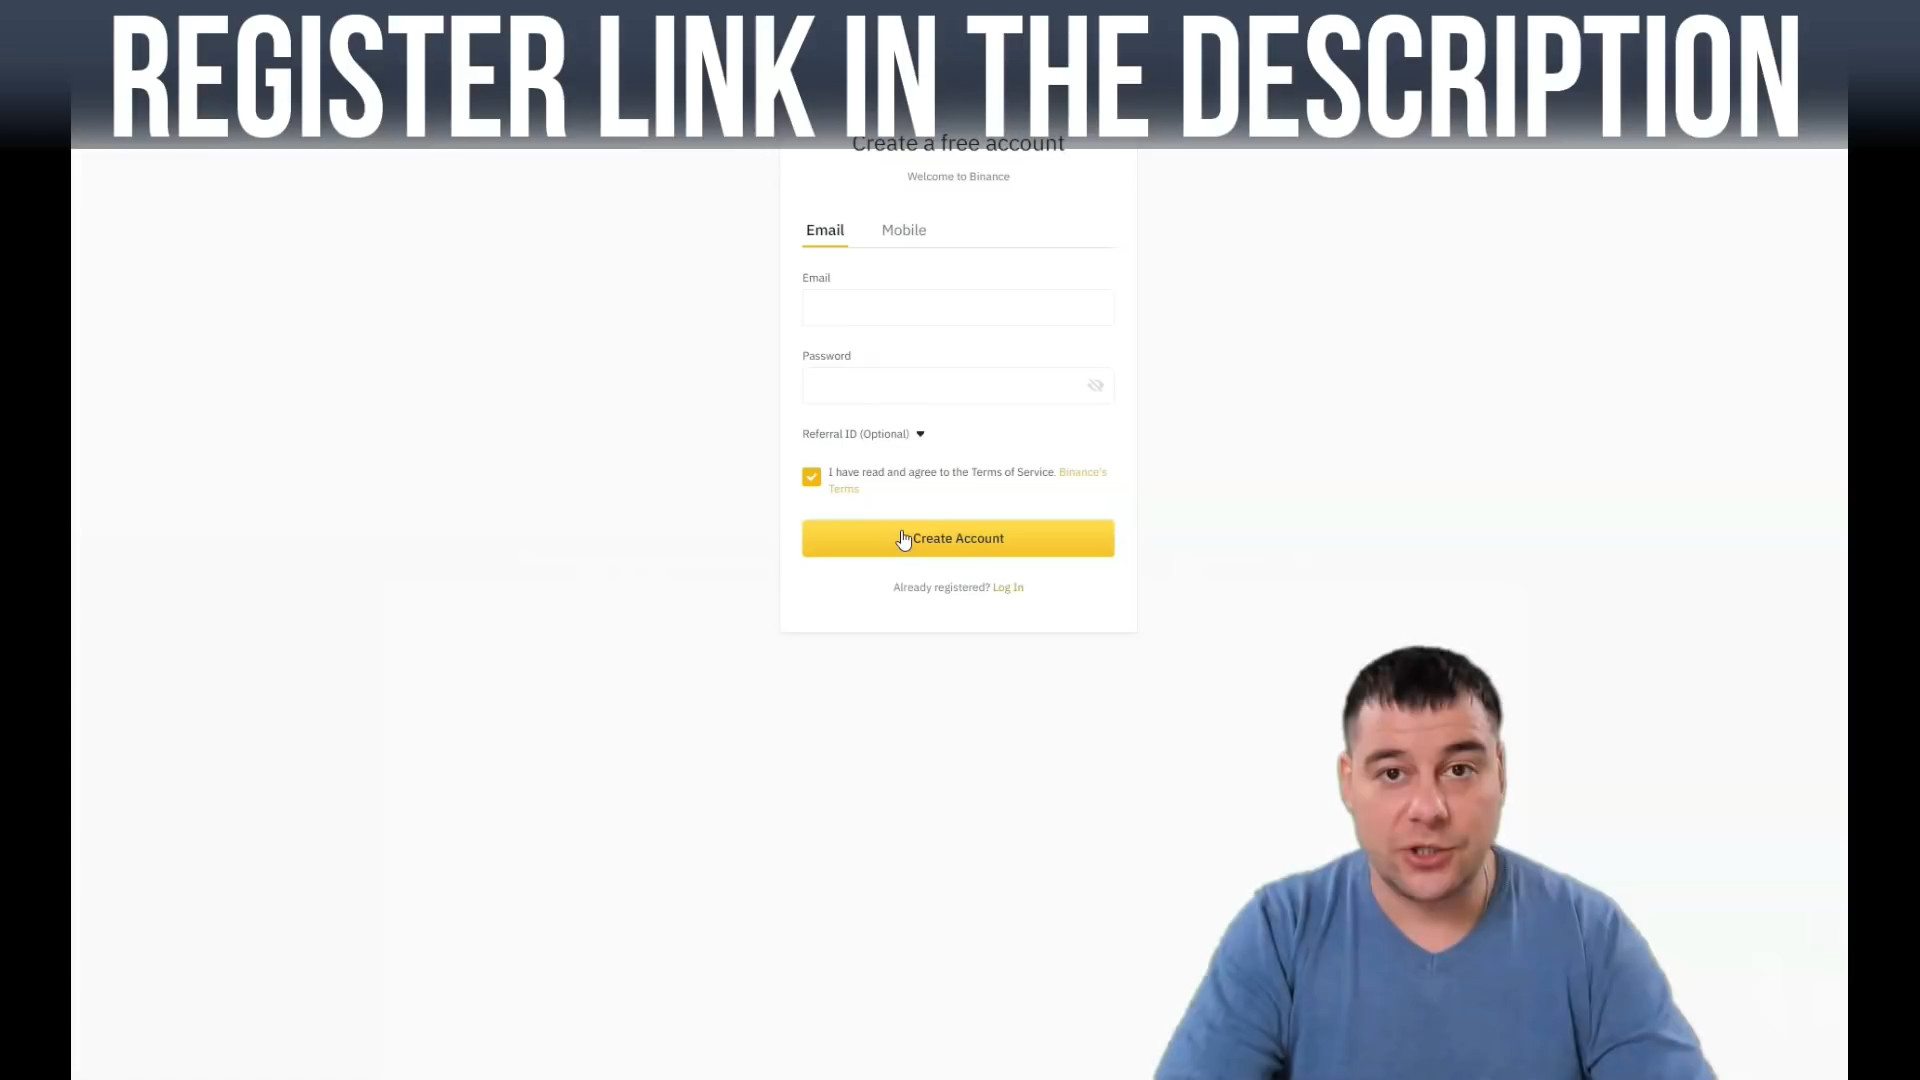 REGISTER LINK IN THE DESCRIPTION
Create a free account
Welcome to Binance
Email Mobile
Email
Password
Referral ID (Optional)
I have read and agree to the Terms of Service. Binance's
Terms
Create Account
Already registered? Log In